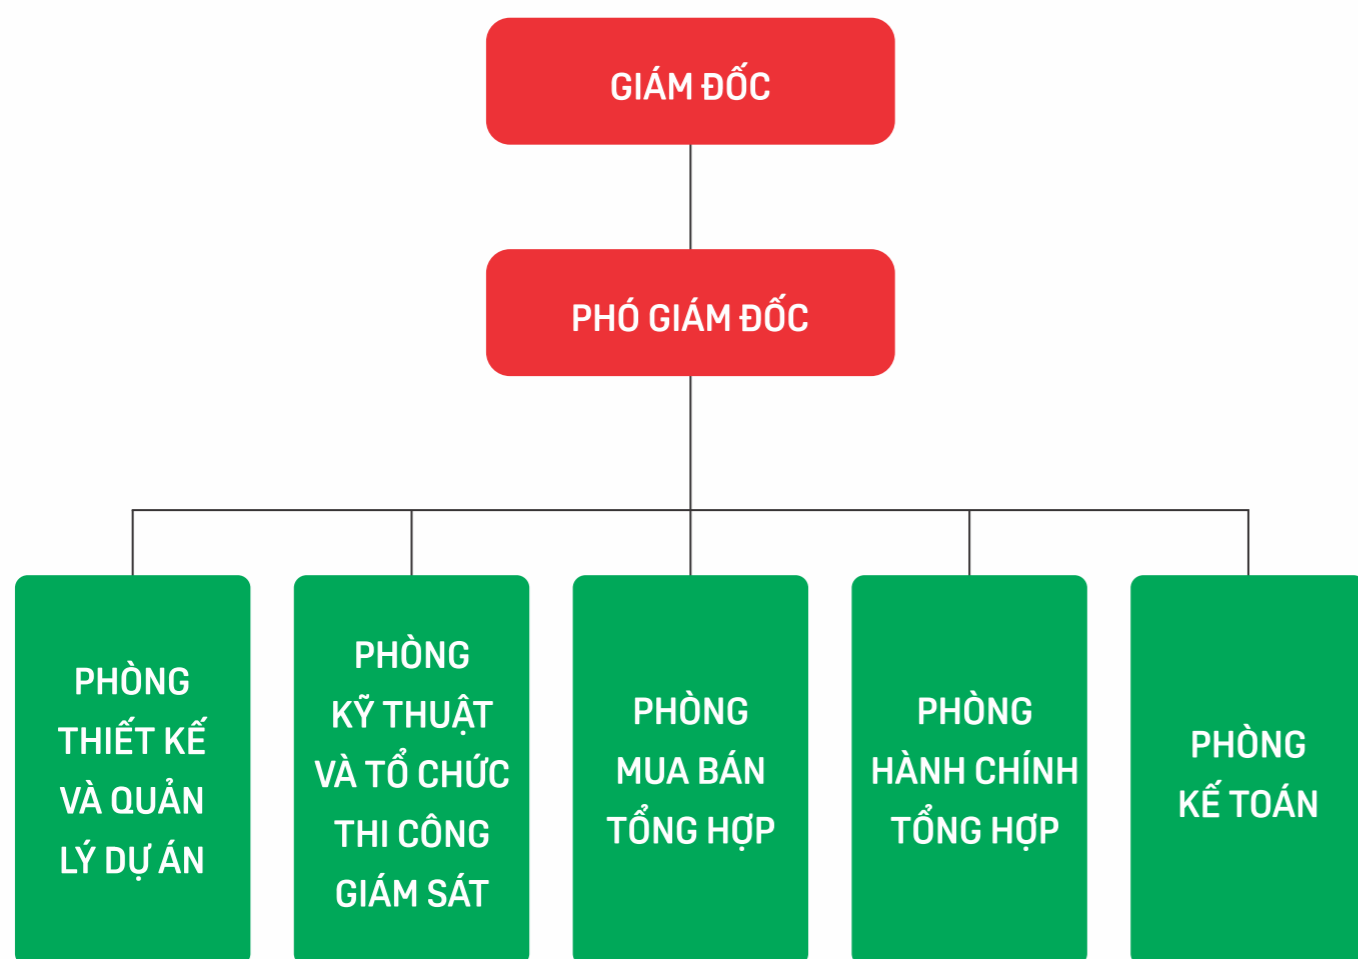 GIÁM ĐỐC
PHÓ GIÁM ĐỐC
PHÒNG
THIẾT KẾ
VÀ QUẢN
LÝ DỰ ÁN
PHÒNG
KỸ THUẬT
VÀ TỔ CHỨC
THI CÔNG
GIÁM SÁT
PHÒNG
MUA BÁN
TỔNG HỢP
PHÒNG
HÀNH CHÍNH
TỔNG HỢP
PHÒNG
KẾ TOÁN